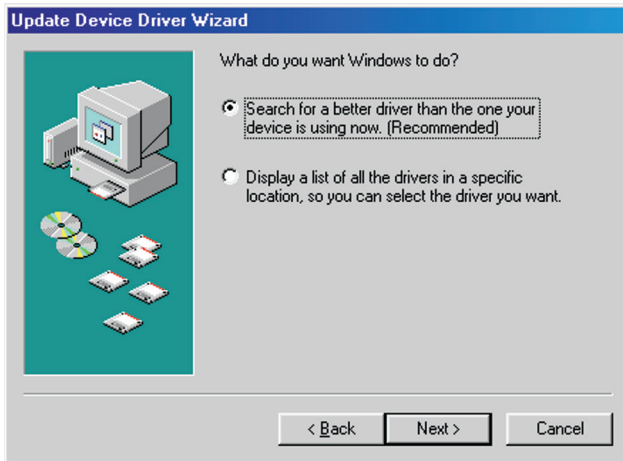 Update Device Driver Wizard
What do you want Windows to do?
Search for a better driver than the one your
device is using now. (Recommended)
Display a list of all the drivers in a specific
location, so you can select the driver you want.
< Back
Next >
Cancel